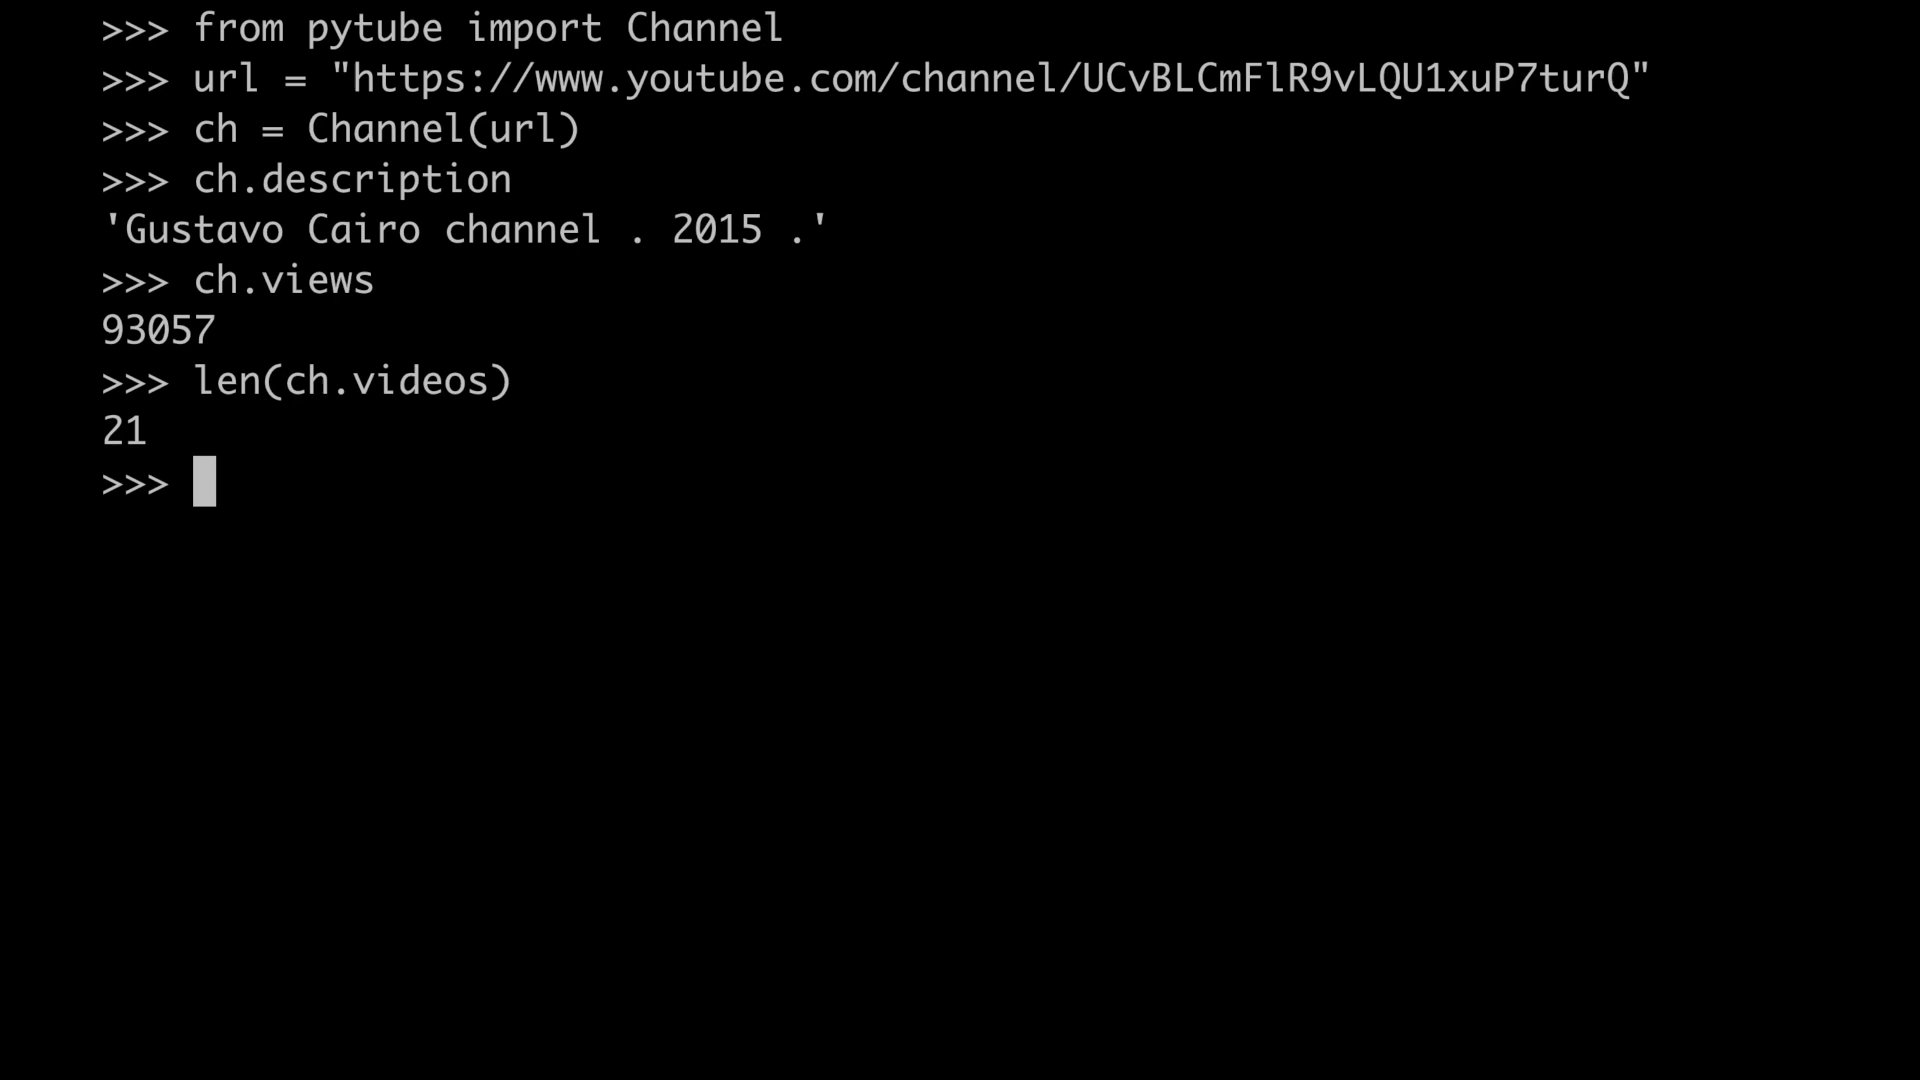 >>> from pytube import Channel
>>> url = "https://www.youtube.com/channel/UCvBLCmFlR9vLQU1xuP7turQ"
>>> ch = Channel(url)
>>> ch.description
'Gustavo Cairo channel . 2015 .'
>>> ch.views
93057
>>> len(ch.videos)
21
>>>